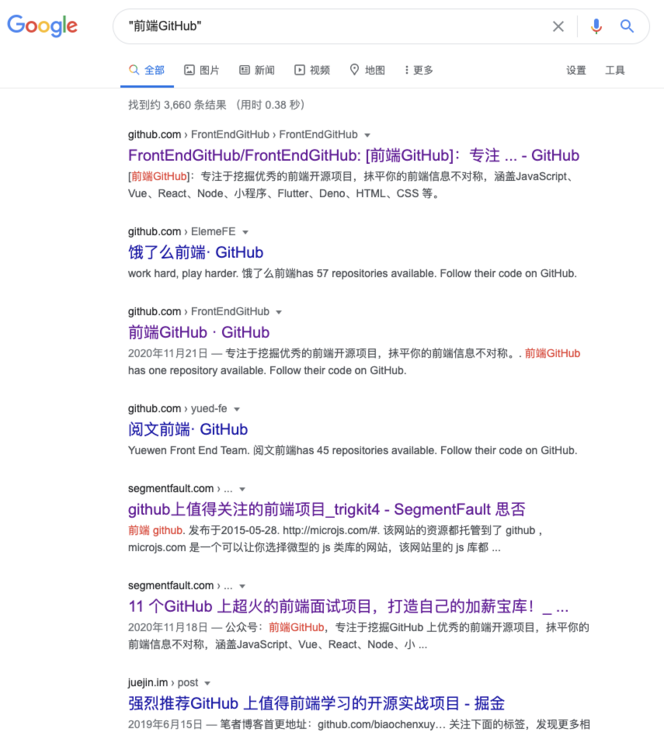 Google
"前端GitHub"
全部 图片 新闻 视频 地图 更多 设置 工具
找到约 3,660 条结果 （用时 0.38 秒）
github.com › FrontEndGitHub › FrontEndGitHub
FrontEndGitHub/FrontEndGitHub: [前端GitHub]：专注 ... - GitHub
[前端GitHub]：专注于挖掘优秀的前端开源项目，抹平你的前端信息不对称，涵盖JavaScript、
Vue、React、Node、小程序、Flutter、Deno、HTML、CSS 等。
github.com › ElemeFE
饿了么前端· GitHub
work hard, play harder. 饿了么前端has 57 repositories available. Follow their code on GitHub.
github.com › FrontEndGitHub
前端GitHub · GitHub
2020年11月21日 — 专注于挖掘优秀的前端开源项目，抹平你的前端信息不对称。. 前端GitHub
has one repository available. Follow their code on GitHub.
github.com › yued-fe
阅文前端· GitHub
Yuewen Front End Team. 阅文前端has 45 repositories available. Follow their code on GitHub.
segmentfault.com › ...
github上值得关注的前端项目_trigkit4 - SegmentFault 思否
前端 github. 发布于2015-05-28. http://microjs.com/#. 该网站的资源都托管到了 github ，
microjs.com 是一个可以让你选择微型的 js 类库的网站，该网站里的 js 库都 ...
segmentfault.com › ...
11 个GitHub 上超火的前端面试项目，打造自己的加薪宝库！_ ...
2020年11月18日 — 公众号：前端GitHub，专注于挖掘GitHub 上优秀的前端开源项目，抹平你的
前端信息不对称，涵盖JavaScript、Vue、React、Node、小 ...
juejin.im › post
强烈推荐GitHub 上值得前端学习的开源实战项目 - 掘金
2019年6月15日 — 笔者博客首更地址：github.com/biaochenxuy... 关注下面的标签，发现更多相